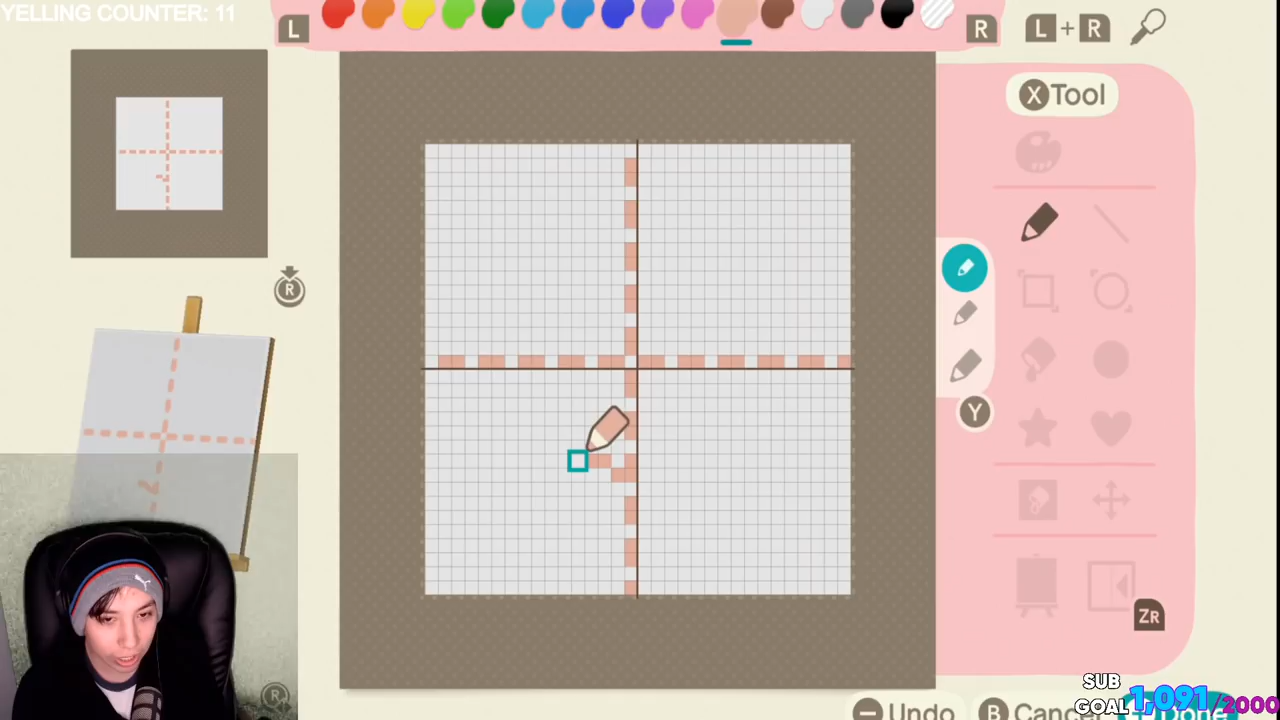 YELLING COUNTER: 11
L
R
L + R
X Tool
R
Y
ZR
R
SUB
GOAL 1,091/2000
Undo
B Cancel
Done